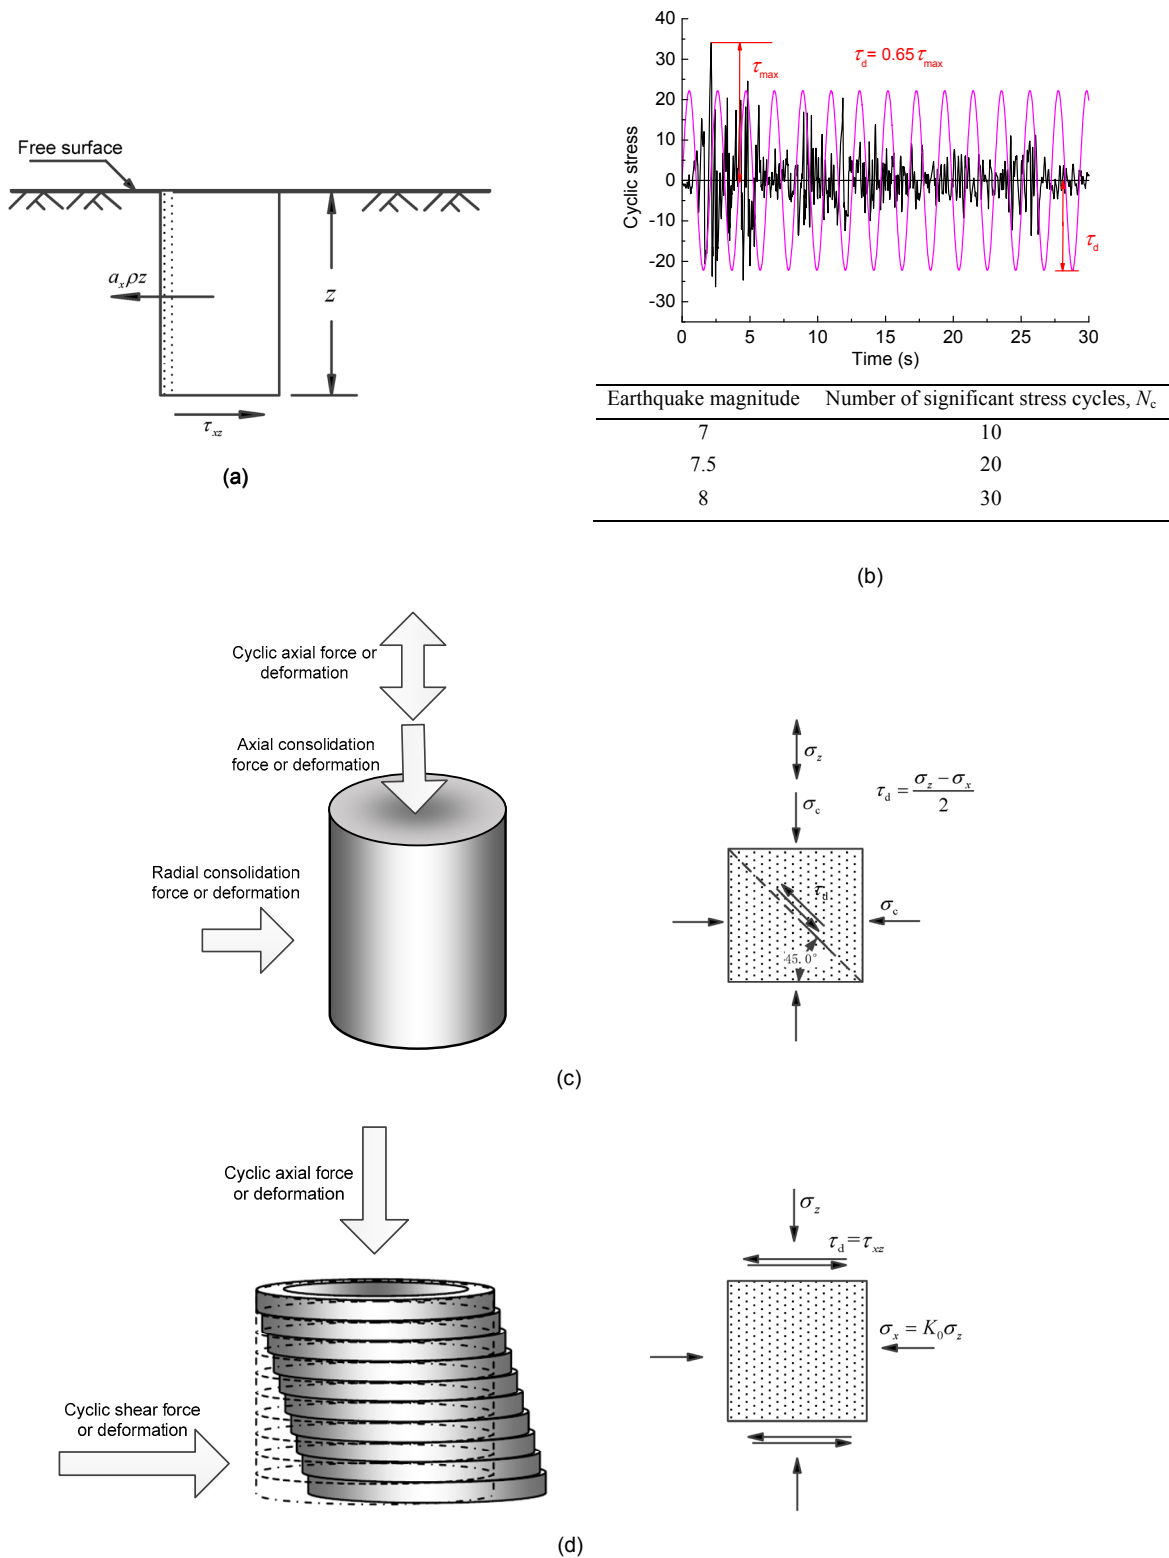 Free surface
a_xρz
z
τ_xz
(a)
40
30
20
10
0
-10
-20
-30
Cyclic stress
τ_max
τ_d= 0.65τ_max
τ_d
0 5 10 15 20 25 30
Time (s)
Earthquake magnitude Number of significant stress cycles, N_c
7 10
7.5 20
8 30
(b)
Cyclic axial force or
deformation
Axial consolidation
force or deformation
Radial consolidation
force or deformation
σ_z
σ_c
τ_d = (σ_z − σ_x)/2
τ_d
σ_c
45.0°
(c)
Cyclic axial force
or deformation
Cyclic shear force
or deformation
σ_z
τ_d=τ_xz
σ_x = K_0σ_z
(d)